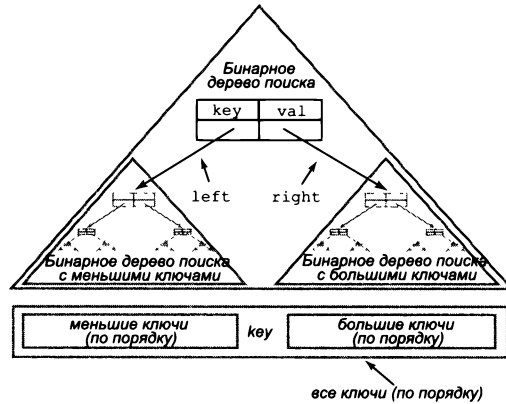 Бинарное
дерево поиска
key val
left right
Бинарное дерево поиска
с меньшими ключами
Бинарное дерево поиска
с большими ключами
меньшие ключи
(по порядку)
key
большие ключи
(по порядку)
все ключи (по порядку)